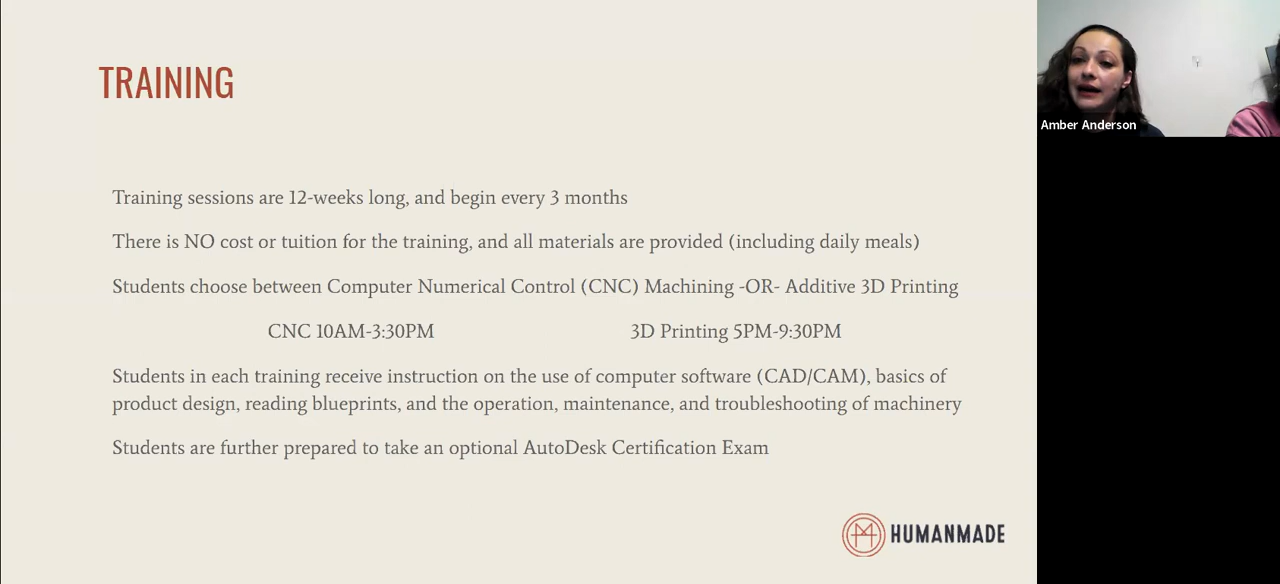 TRAINING
Amber Anderson
Training sessions are 12-weeks long, and begin every 3 months
There is NO cost or tuition for the training, and all materials are provided (including daily meals)
Students choose between Computer Numerical Control (CNC) Machining -OR- Additive 3D Printing
CNC 10AM-3:30PM 3D Printing 5PM-9:30PM
Students in each training receive instruction on the use of computer software (CAD/CAM), basics of
product design, reading blueprints, and the operation, maintenance, and troubleshooting of machinery
Students are further prepared to take an optional AutoDesk Certification Exam
HUMANMADE